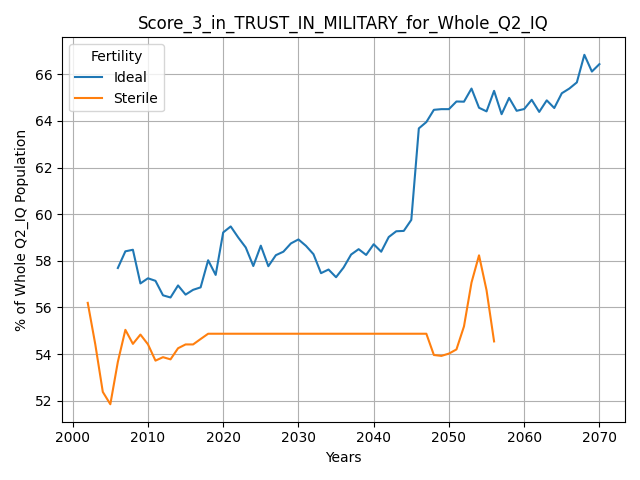 Score_3_in_TRUST_IN_MILITARY_for_Whole_Q2_IQ
Fertility
Ideal
Sterile
% of Whole Q2_IQ Population
66
64
62
60
58
56
54
52
2000 2010 2020 2030 2040 2050 2060 2070
Years